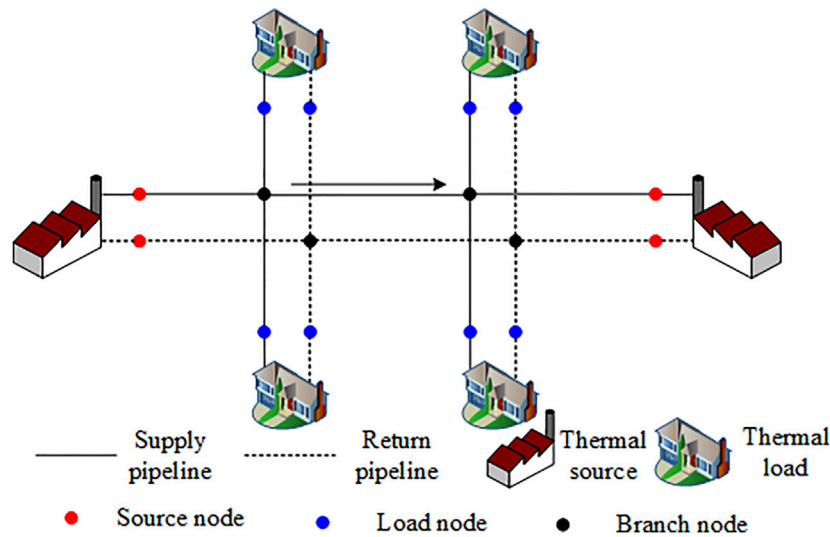 Supply pipeline
Return pipeline
Thermal source
Thermal load
Source node
Load node
Branch node